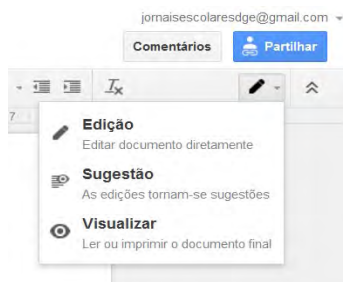 jornaisescolaresdge@gmail.com
Comentários
Partilhar
7
Edição
Editar documento diretamente
Sugestão
As edições tornam-se sugestões
Visualizar
Ler ou imprimir o documento final